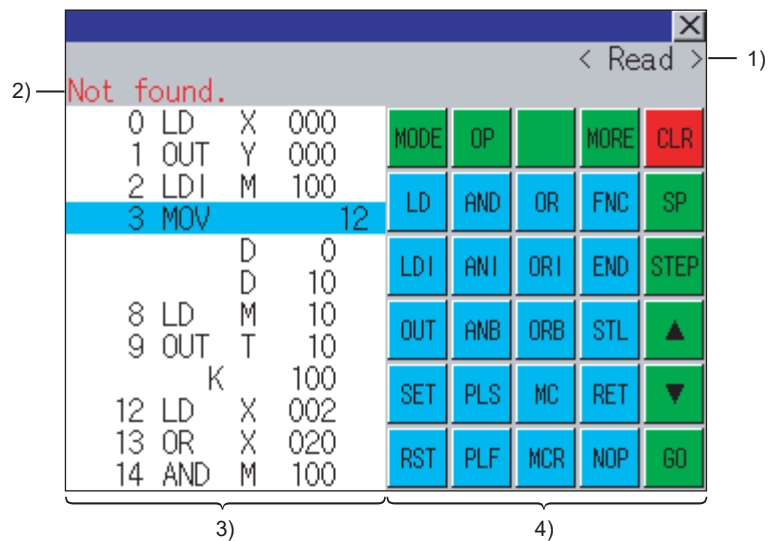 < Read >
1)
2)
Not found.
0 LD X 000
1 OUT Y 000
2 LDI M 100
3 MOV 12
D 0
D 10
8 LD M 10
9 OUT T 10
K 100
12 LD X 002
13 OR X 020
14 AND M 100
MODE OP MORE CLR
LD AND OR FNC SP
LDI ANI ORI END STEP
OUT ANB ORB STL ▲
SET PLS MC RET ▼
RST PLF MCR NOP GO
3)
4)